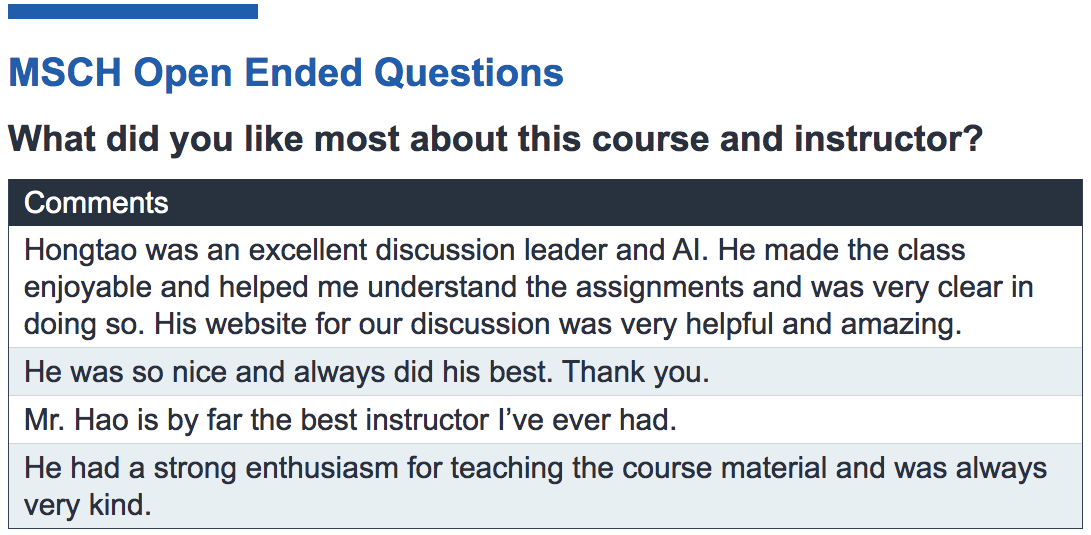 MSCH Open Ended Questions
What did you like most about this course and instructor?
Comments
Hongtao was an excellent discussion leader and AI. He made the class
enjoyable and helped me understand the assignments and was very clear in
doing so. His website for our discussion was very helpful and amazing.
He was so nice and always did his best. Thank you.
Mr. Hao is by far the best instructor I’ve ever had.
He had a strong enthusiasm for teaching the course material and was always
very kind.